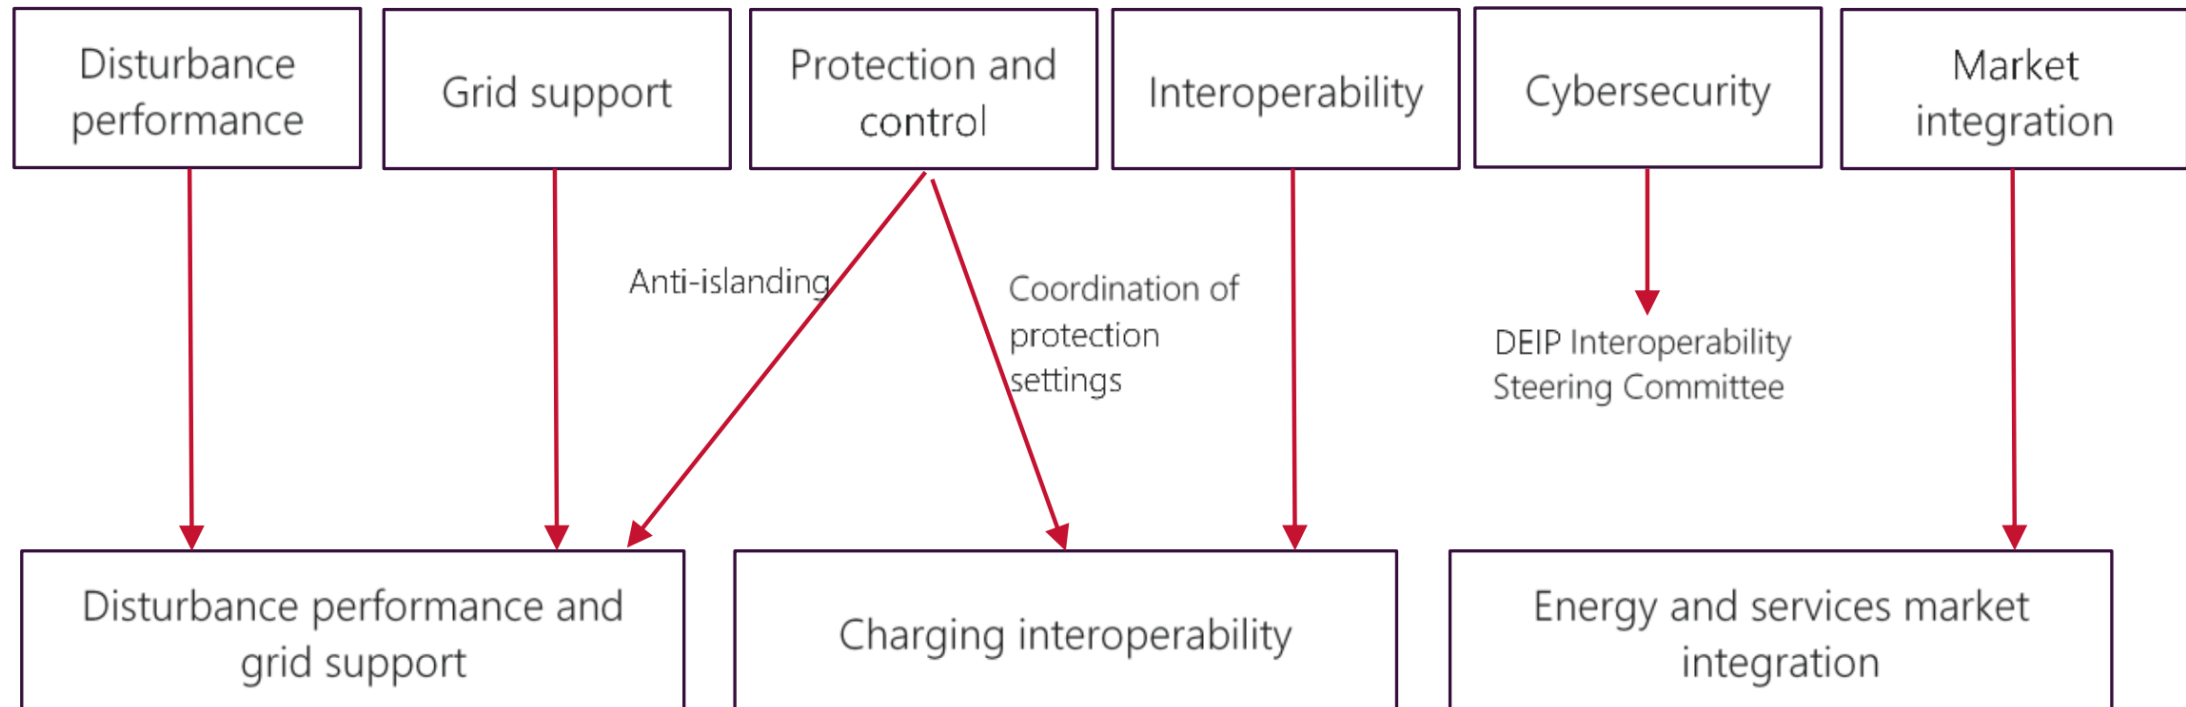 Disturbance
performance
Grid support
Protection and
control
Interoperability
Cybersecurity
Market
integration
Anti-islanding
Coordination of
protection
settings
DEIP Interoperability
Steering Committee
Disturbance performance and
grid support
Charging interoperability
Energy and services market
integration